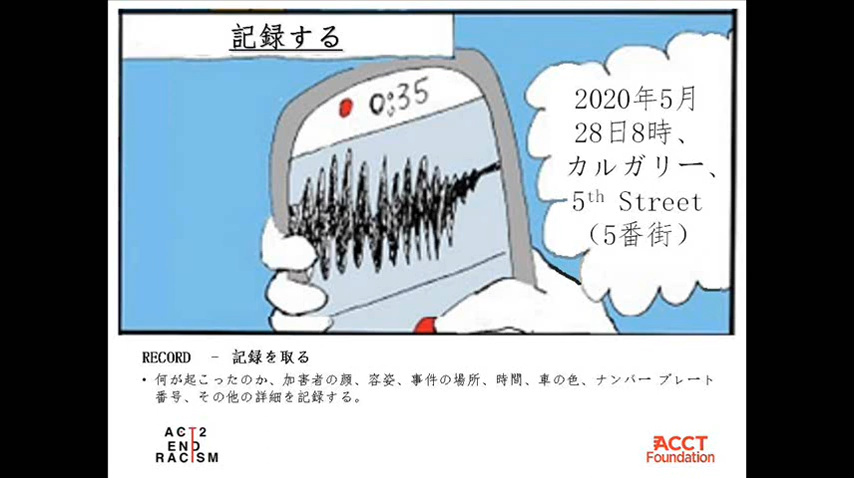 記録する
0:35
2020年5月
28日8時、
カルガリー、
5th Street
（5番街）
RECORD － 記録を取る
• 何が起こったのか、加害者の顔、容姿、事件の場所、時間、車の色、ナンバー プレート
番号、その他の詳細を記録する。
ACT2
END
RACISM
ACCT
Foundation